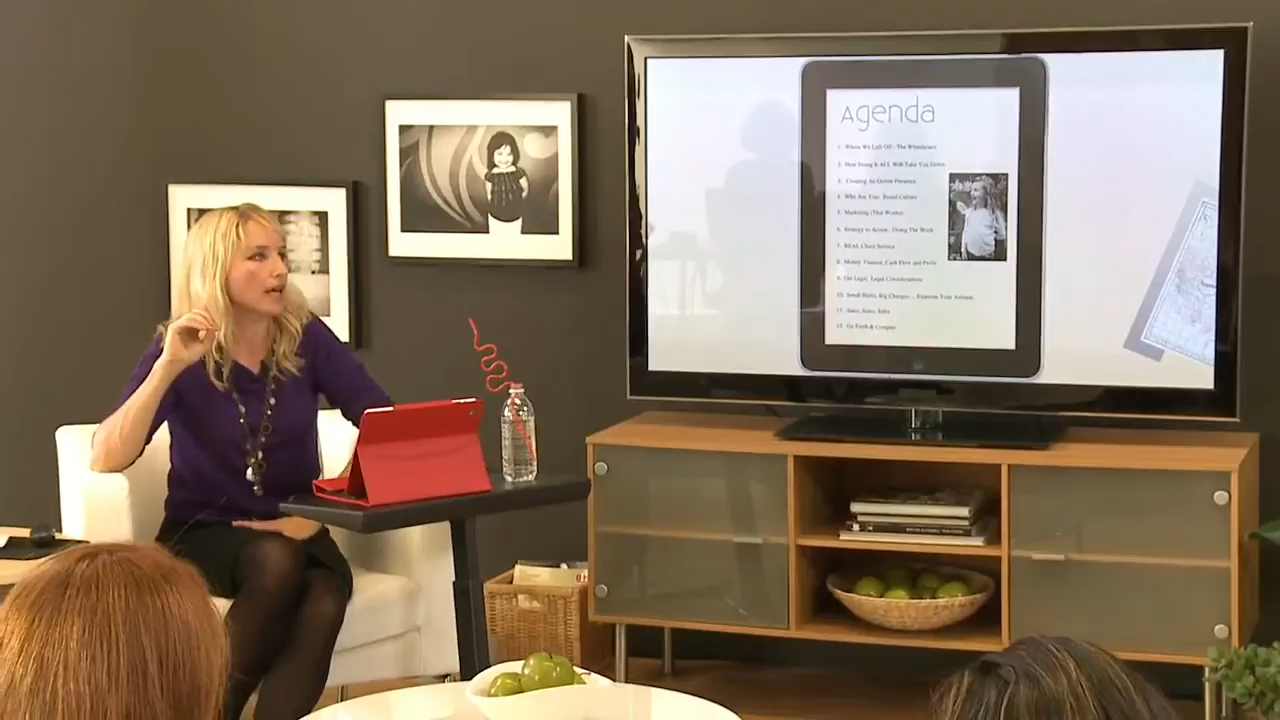 Agenda
1. Where We Left Off - The Whiteboard
2. How Doing It ALL Will Take You Down
3. Creating An Online Presence
4. Who Are You: Brand Culture
5. Marketing (That Works)
6. Strategy to Action: Doing The Work
7. REAL Client Service
8. Money: Finance, Cash Flow and Profit
9. Get Legit: Legal Considerations
10. Small Shifts, Big Changes... Examine Your Attitude
11. Sales, Sales, Sales
12. Go Forth & Conquer